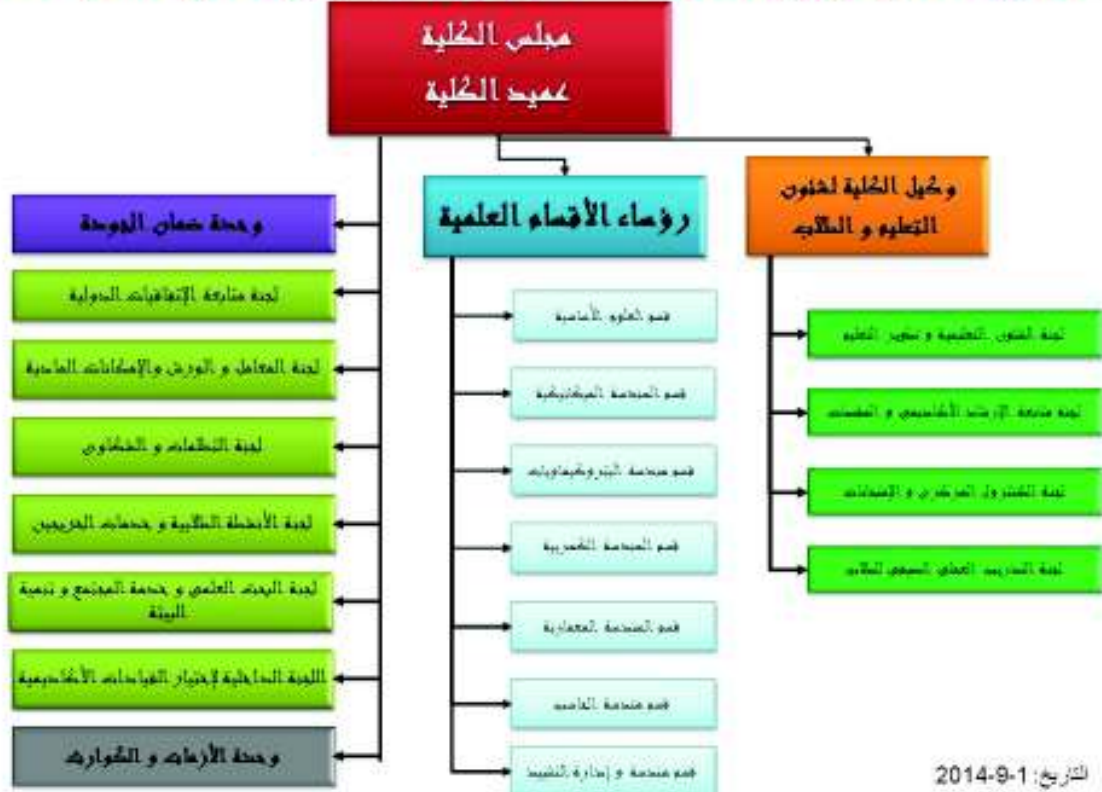 مجلس الكلية
عميد الكلية
وكيل الكلية لشئون
التعليم و الطلاب
لجنة الشئون التعليمية و تطوير التعليم
لجنة متابعة الإرشاد الأكاديمي و
لجنة الكنترول المركزى و الإمتحانات
لجنة التدريب العملى الصيفى للطلاب
رؤساء الأقسام العلمية
قسم العلوم الأساسية
قسم الهندسة الميكانيكية
قسم هندسة البتروكيماويات
قسم الهندسة الكهربية
قسم الهندسة المعمارية
قسم هندسة الحاسب
قسم هندسة و إدارة التشييد
وحدة ضمان الجودة
لجنة متابعة الإتفاقيات الدولية
لجنة المعامل و الورش والإمكانات المادية
لجنة التظلمات و الشكاوى
لجنة الأنشطة الطلابية و خدمات الخريجين
لجنة البحث العلمى و خدمة المجتمع و تنمية
البيئة
اللجنة الداخلية لإختيار القيادات الأكاديمية
وحدة الأزمات و الكوارث
التاريخ: 1-9-2014